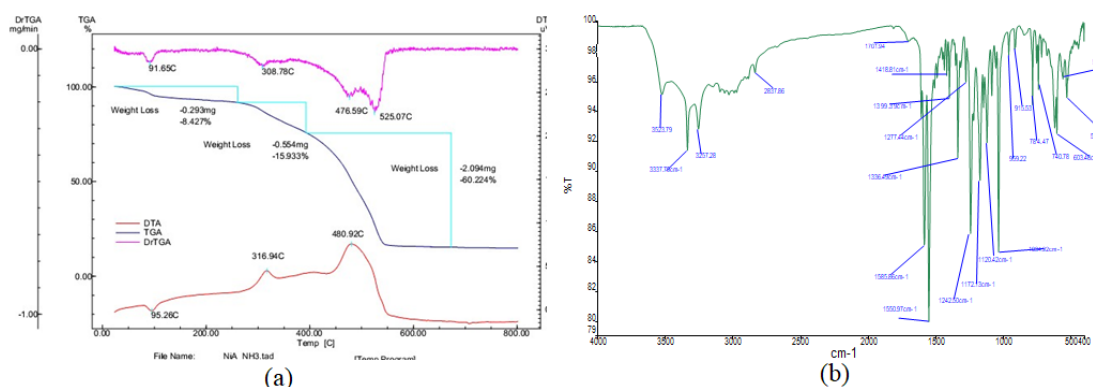 DrTGA
mg/min
TGA
%
DT
0.00
-1.00
100.00
50.00
0.00
91.65C
308.78C
476.59C
525.07C
Weight Loss
-0.293mg
-8.427%
Weight Loss
-0.554mg
-15.933%
Weight Loss
-2.094mg
-60.224%
DTA
TGA
DrTGA
316.94C
480.92C
95.26C
0.00
200.00
400.00
600.00
800.00
Temp [C]
File Name: NiA NH3.tad
[Temp Program]
(a)
%T
100
98
96
94
92
90
88
86
84
82
80
79
3523.79
3257.28
2837.66
1418.81cm-1
1277.44cm-1
1336.49cm-1
1585.66cm-1
1550.97cm-1
1242.50cm-1
1172.13cm-1
1120.42cm-1
959.22
784.47
740.78
4000
3500
3000
2500
2000
1500
1000
500
400
cm-1
(b)